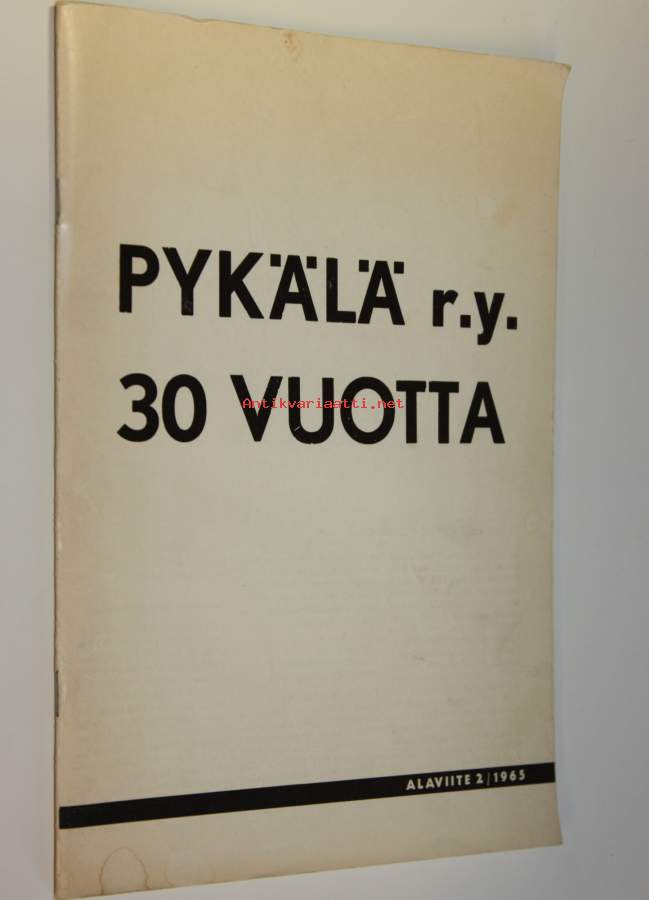 PYKÄLÄ r.y.
30 VUOTTA
Antikvariaatti.net
ALAVIITE 2/1965